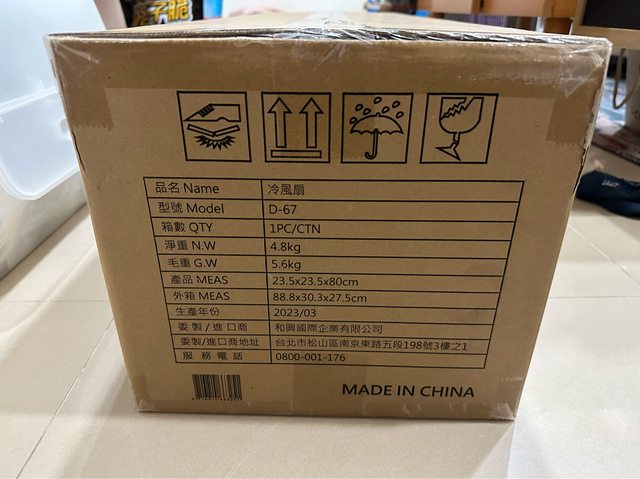 子脆
品名 Name 冷風扇
型號 Model D-67
箱數 QTY 1PC/CTN
淨重 N.W 4.8kg
毛重 G.W 5.6kg
產品 MEAS 23.5x23.5x80cm
外箱 MEAS 88.8x30.3x27.5cm
生產年份 2023/03
委製/進口商 和興國際企業有限公司
委製/進口商地址 台北市松山區南京東路五段198號3樓之1
服務電話 0800-001-176
MADE IN CHINA